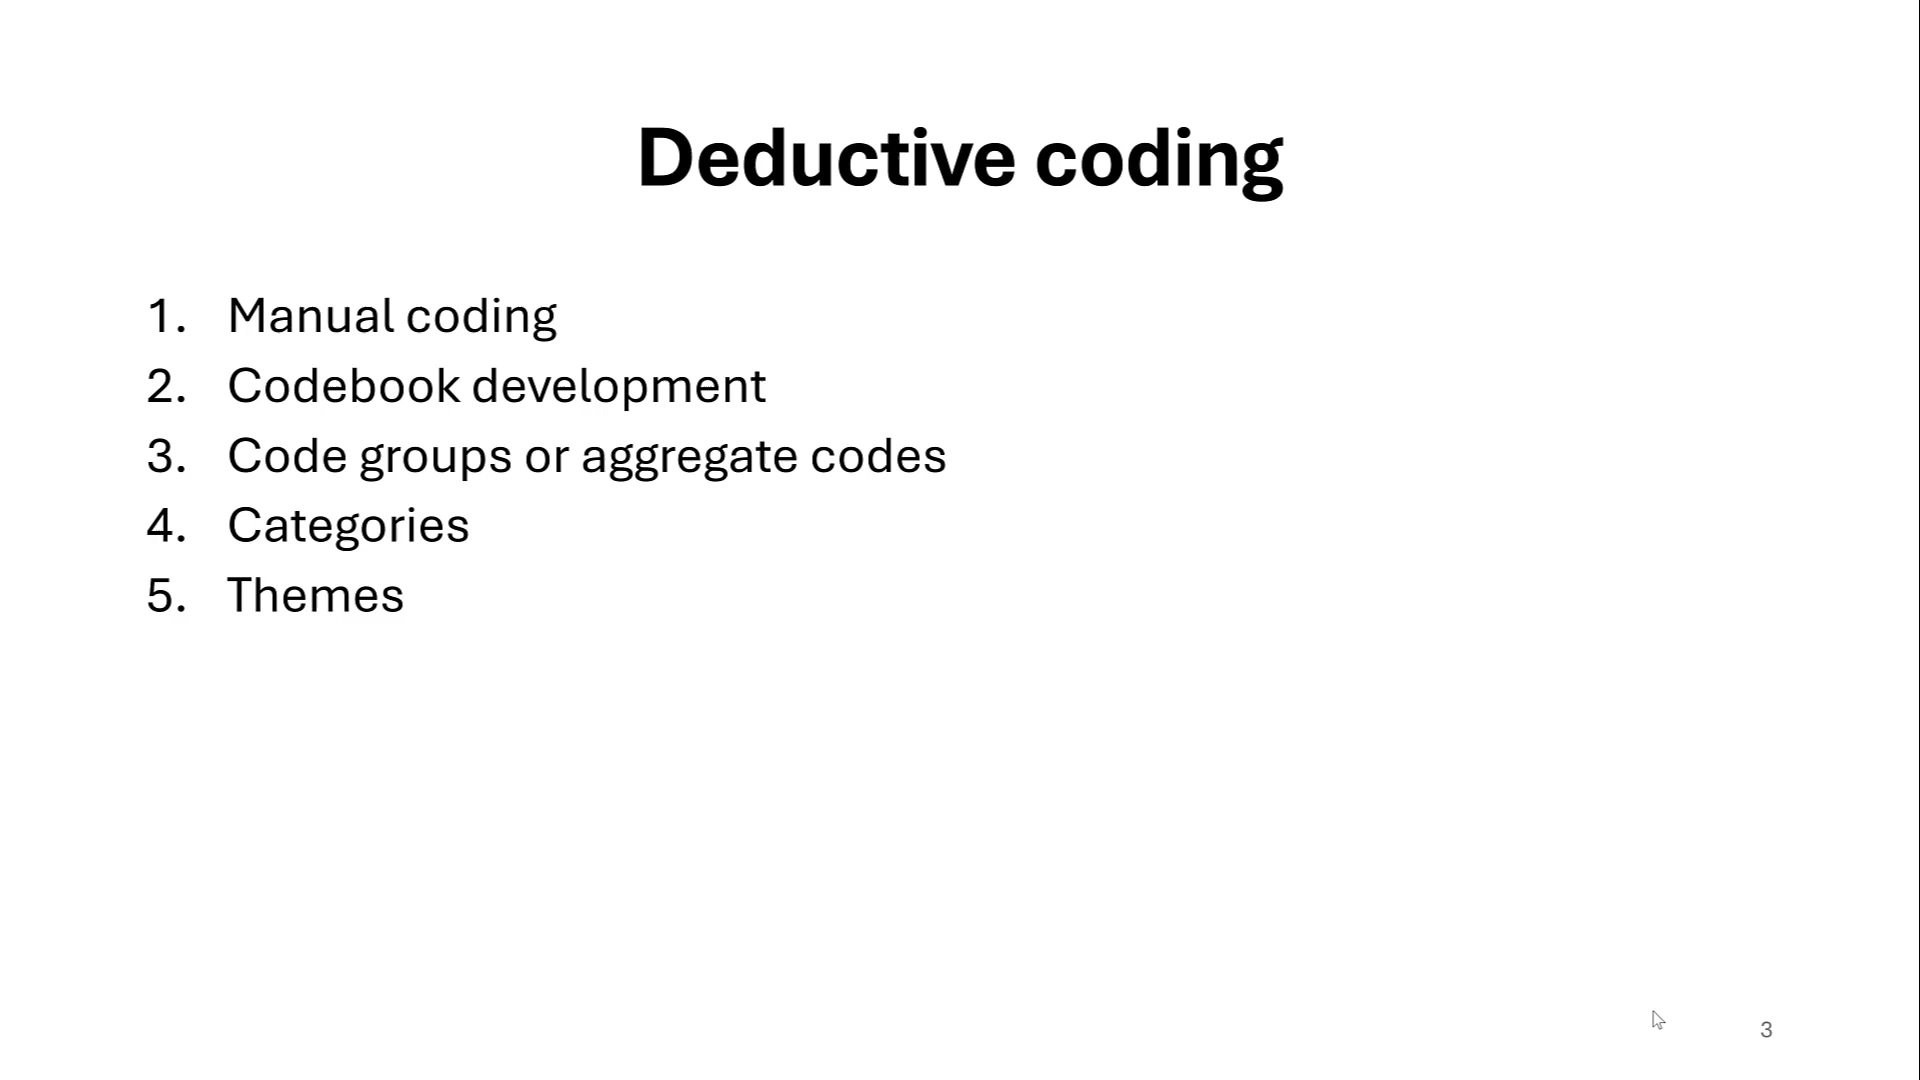 Deductive coding
1. Manual coding
2. Codebook development
3. Code groups or aggregate codes
4. Categories
5. Themes
3